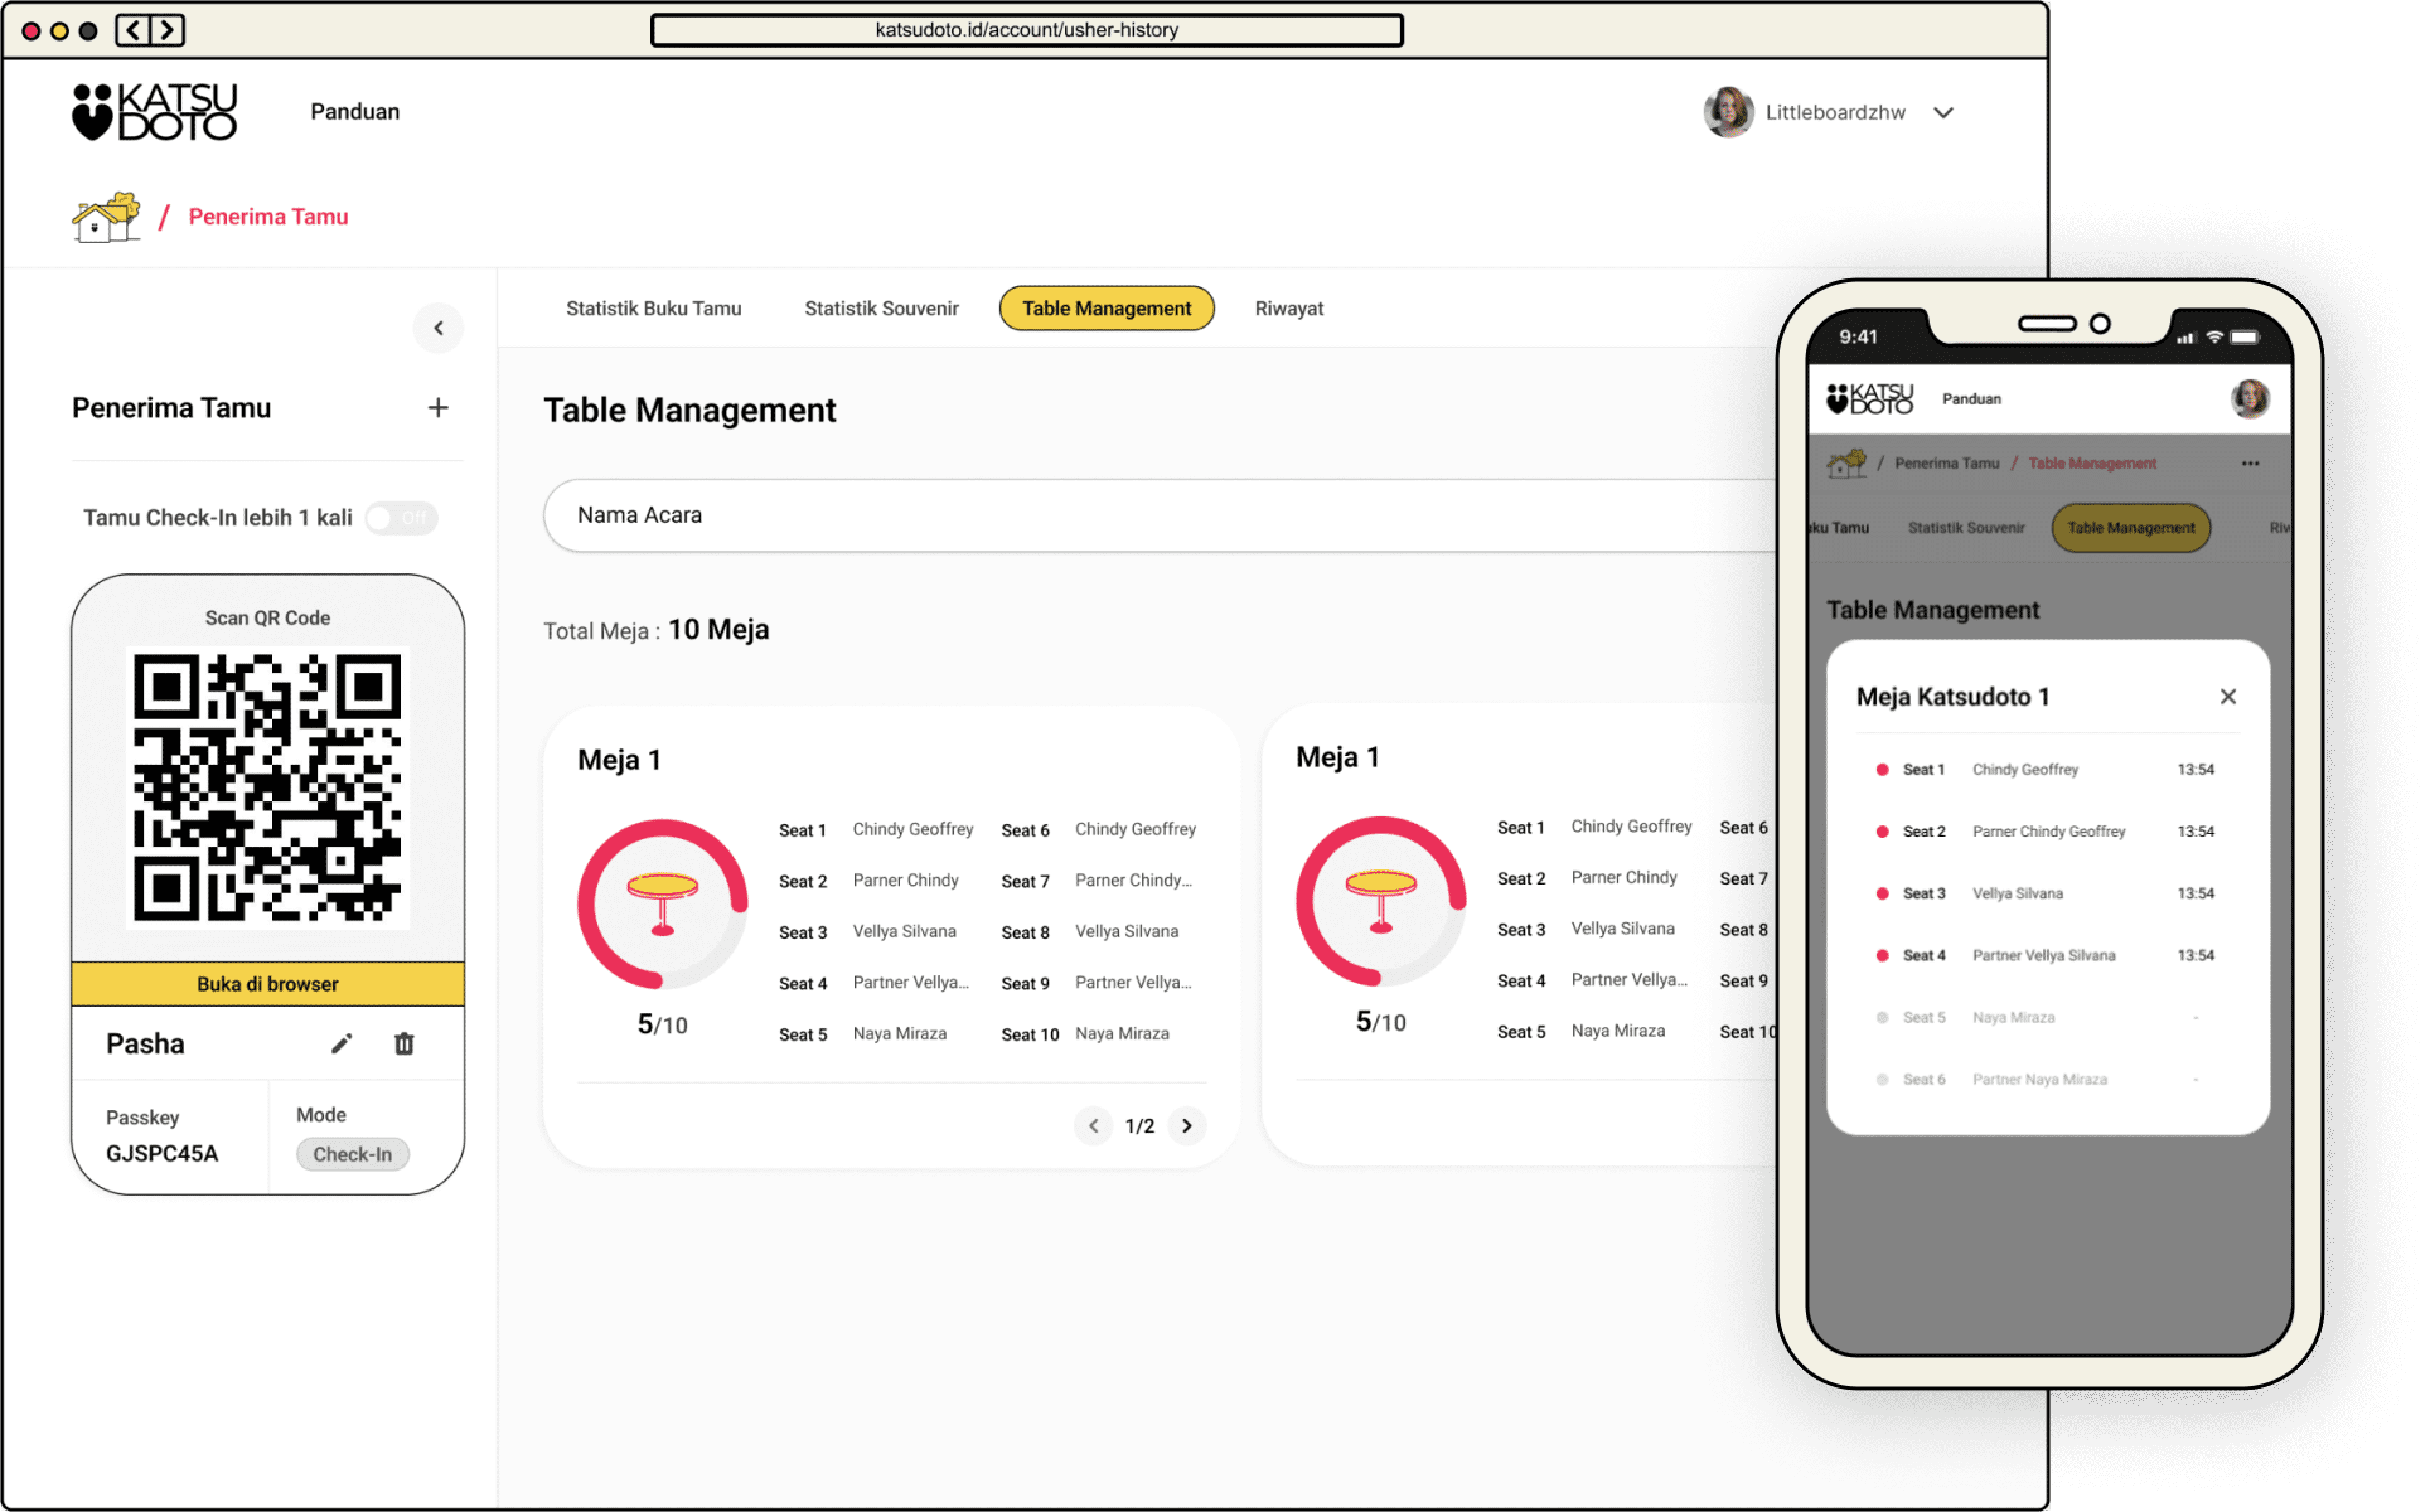 katsudoto.id/account/usher-history
KATSU
DOTO
Panduan
Littleboardzhw
/ Penerima Tamu
Penerima Tamu +
Tamu Check-In lebih 1 kali Off
Scan QR Code
Buka di browser
Pasha
Passkey
GJSPC45A
Mode
Check-In
Statistik Buku Tamu Statistik Souvenir Table Management Riwayat
Table Management
Nama Acara
Total Meja : 10 Meja
Meja 1
Seat 1 Chindy Geoffrey Seat 6 Chindy Geoffrey
Seat 2 Parner Chindy Seat 7 Parner Chindy...
Seat 3 Vellya Silvana Seat 8 Vellya Silvana
Seat 4 Partner Vellya... Seat 9 Partner Vellya...
Seat 5 Naya Miraza Seat 10 Naya Miraza
5/10
1/2
Meja 1
Seat 1 Chindy Geoffrey Seat 6
Seat 2 Parner Chindy Seat 7
Seat 3 Vellya Silvana Seat 8
Seat 4 Partner Vellya... Seat 9
Seat 5 Naya Miraza Seat 10
5/10
9:41
KATSU
DOTO
Panduan
/ Penerima Tamu / Table Management
uku Tamu Statistik Souvenir Table Management Riw
Table Management
Meja Katsudoto 1
Seat 1 Chindy Geoffrey 13:54
Seat 2 Parner Chindy Geoffrey 13:54
Seat 3 Vellya Silvana 13:54
Seat 4 Partner Vellya Silvana 13:54
Seat 5 Naya Miraza -
Seat 6 Partner Naya Miraza -